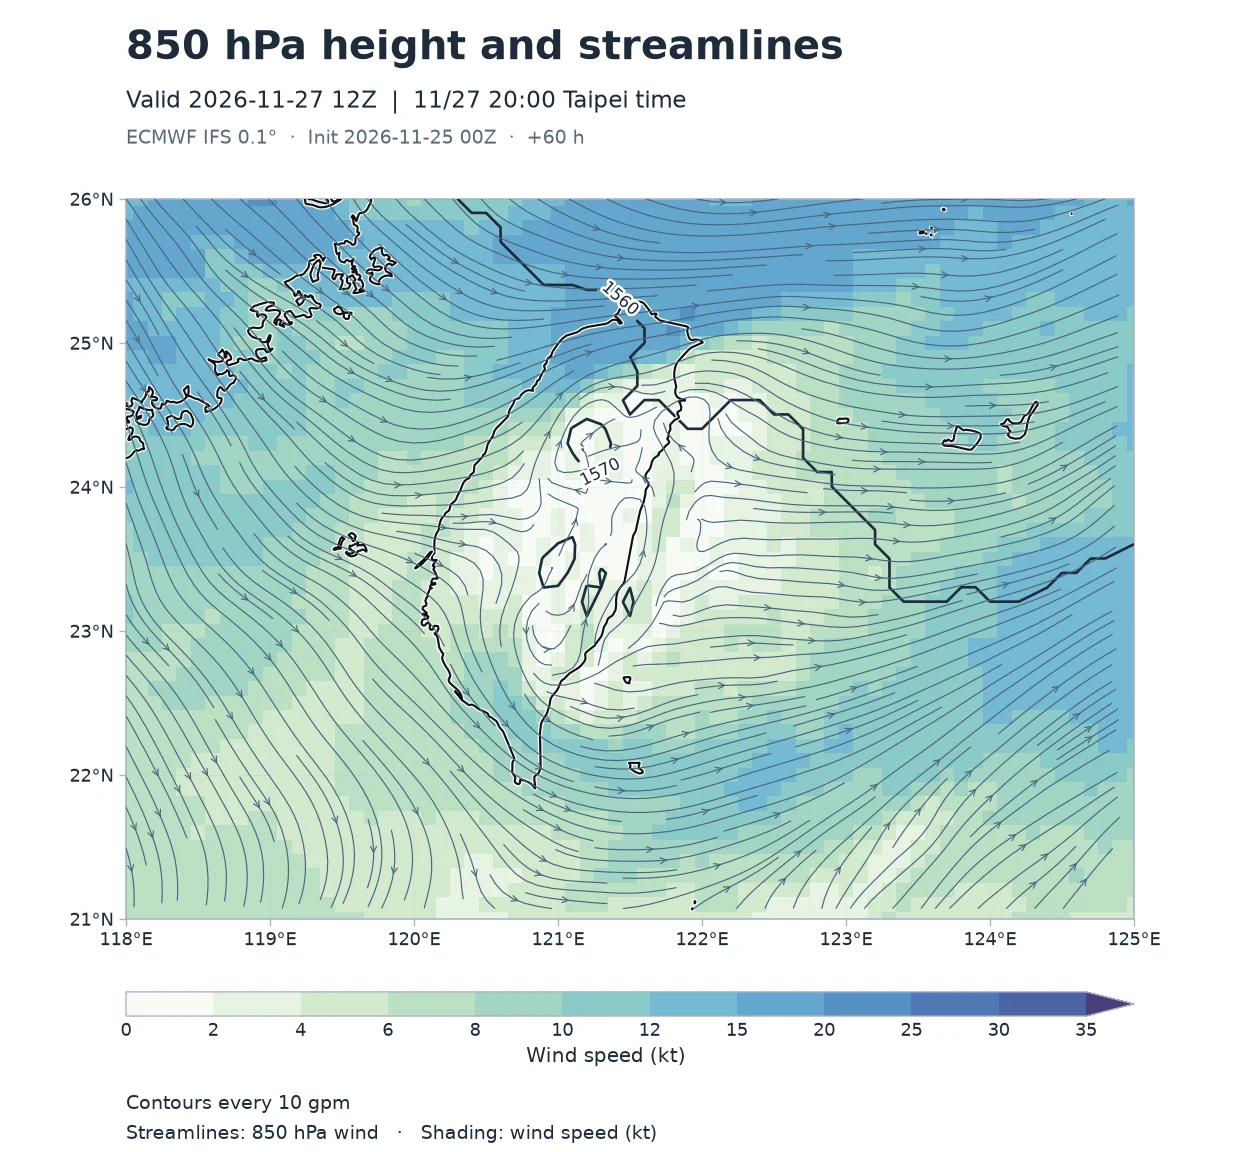 850 hPa height and streamlines
Valid 2026-11-27 12Z | 11/27 20:00 Taipei time
ECMWF IFS 0.1° · Init 2026-11-25 00Z · +60 h
26°N
25°N
24°N
23°N
22°N
21°N
1560
1570
118°E 119°E 120°E 121°E 122°E 123°E 124°E 125°E
0 2 4 6 8 10 12 15 20 25 30 35
Wind speed (kt)
Contours every 10 gpm
Streamlines: 850 hPa wind · Shading: wind speed (kt)